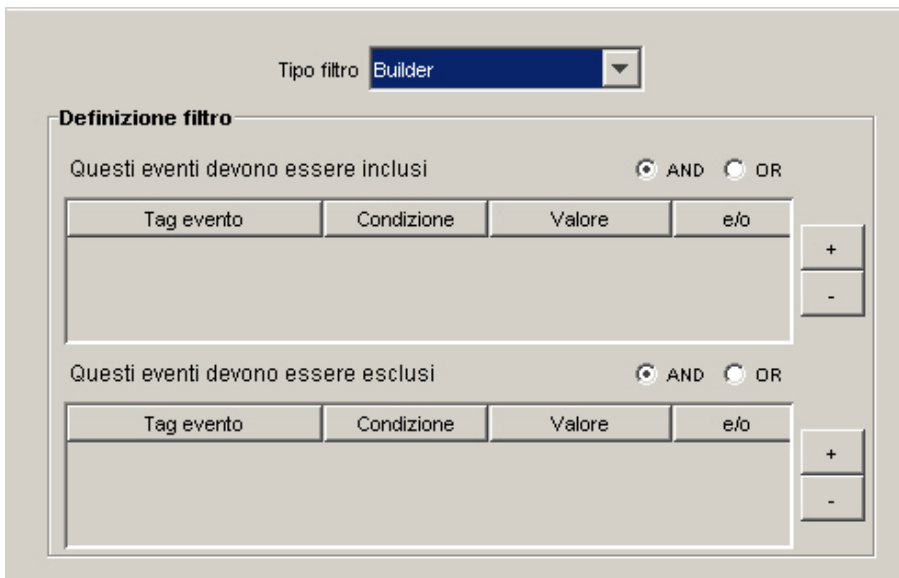 Tipo filtro Builder
Definizione filtro
Questi eventi devono essere inclusi AND OR
Tag evento Condizione Valore e/o
+
-
Questi eventi devono essere esclusi AND OR
Tag evento Condizione Valore e/o
+
-